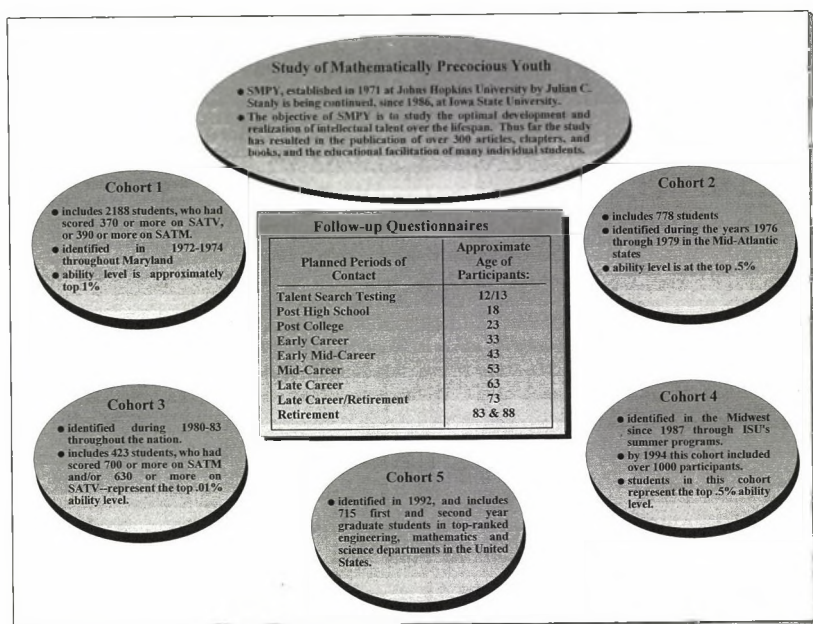 Study of Mathematically Precocious Youth
● SMPY, established in 1971 at Johns Hopkins University by Julian C.
Stanly is being continued, since 1986, at Iowa State University.
● The objective of SMPY is to study the optimal development and
realization of intellectual talent over the lifespan. Thus far the study
has resulted in the publication of over 300 articles, chapters, and
books, and the educational facilitation of many individual students.
Cohort 1
● includes 2188 students, who had
scored 370 or more on SATV,
or 390 or more on SATM.
● identified in 1972-1974
throughout Maryland
● ability level is approximately
top 1%
Cohort 2
● includes 778 students
● identified during the years 1976
through 1979 in the Mid-Atlantic
states
● ability level is at the top .5%
Follow-up Questionnaires
Planned Periods of
Contact
Approximate
Age of
Participants:
Talent Search Testing 12/13
Post High School 18
Post College 23
Early Career 33
Early Mid-Career 43
Mid-Career 53
Late Career 63
Late Career/Retirement 73
Retirement 83 & 88
Cohort 3
● identified during 1980-83
throughout the nation.
● includes 423 students, who had
scored 700 or more on SATM
and/or 630 or more on
SATV--represent the top .01%
ability level.
Cohort 4
● identified in the Midwest
since 1987 through ISU's
summer programs.
● by 1994 this cohort included
over 1000 participants.
● students in this cohort
represent the top .5% ability
level.
Cohort 5
● identified in 1992, and includes
715 first and second year
graduate students in top-ranked
engineering, mathematics and
science departments in the United
States.